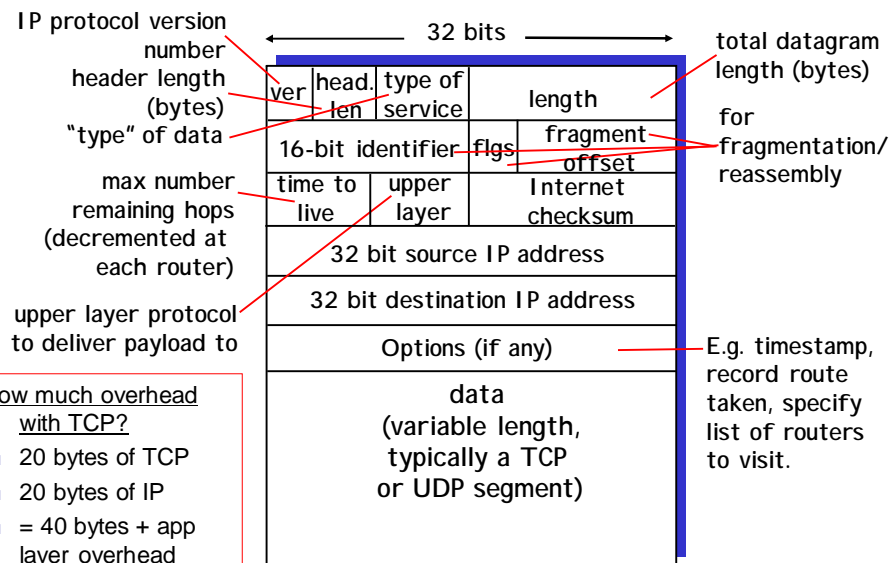 IP protocol version
number
header length
(bytes)
"type" of data
max number
remaining hops
(decremented at
each router)
upper layer protocol
to deliver payload to
ow much overhead
with TCP?
20 bytes of TCP
20 bytes of IP
= 40 bytes + app
layer overhead
32 bits
ver
head.
len
type of
service
length
16-bit identifier
flgs
fragment
offset
time to
live
upper
layer
Internet
checksum
32 bit source IP address
32 bit destination IP address
Options (if any)
data
(variable length,
typically a TCP
or UDP segment)
total datagram
length (bytes)
for
fragmentation/
reassembly
E.g. timestamp,
record route
taken, specify
list of routers
to visit.